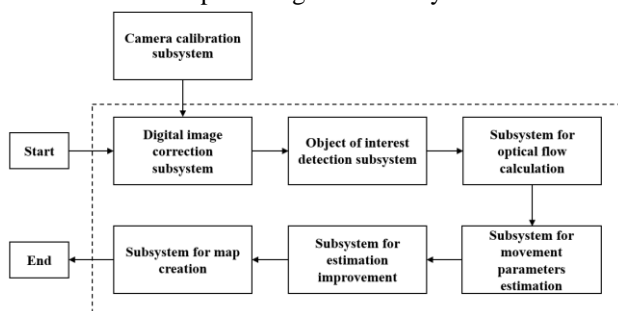 Camera calibration
subsystem
Start
Digital image
correction
subsystem
Object of interest
detection subsystem
Subsystem for
optical flow
calculation
End
Subsystem for map
creation
Subsystem for
estimation
improvement
Subsystem for
movement
parameters
estimation